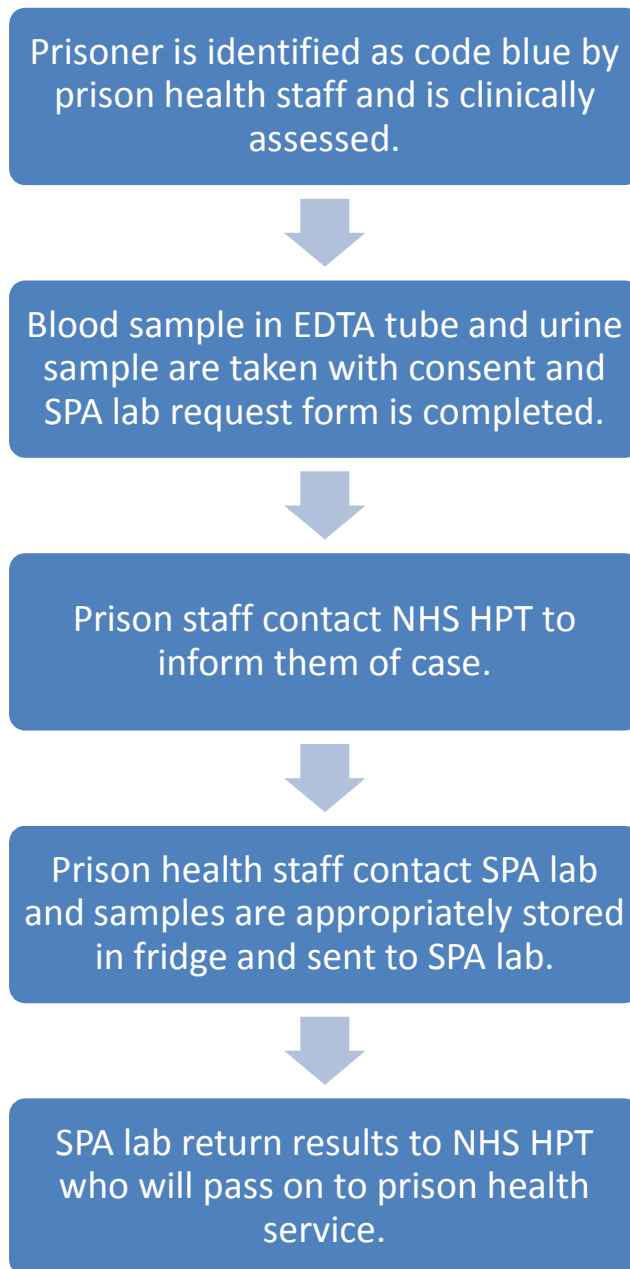 Prisoner is identified as code blue by
prison health staff and is clinically
assessed.
Blood sample in EDTA tube and urine
sample are taken with consent and
SPA lab request form is completed.
Prison staff contact NHS HPT to
inform them of case.
Prison health staff contact SPA lab
and samples are appropriately stored
in fridge and sent to SPA lab.
SPA lab return results to NHS HPT
who will pass on to prison health
service.